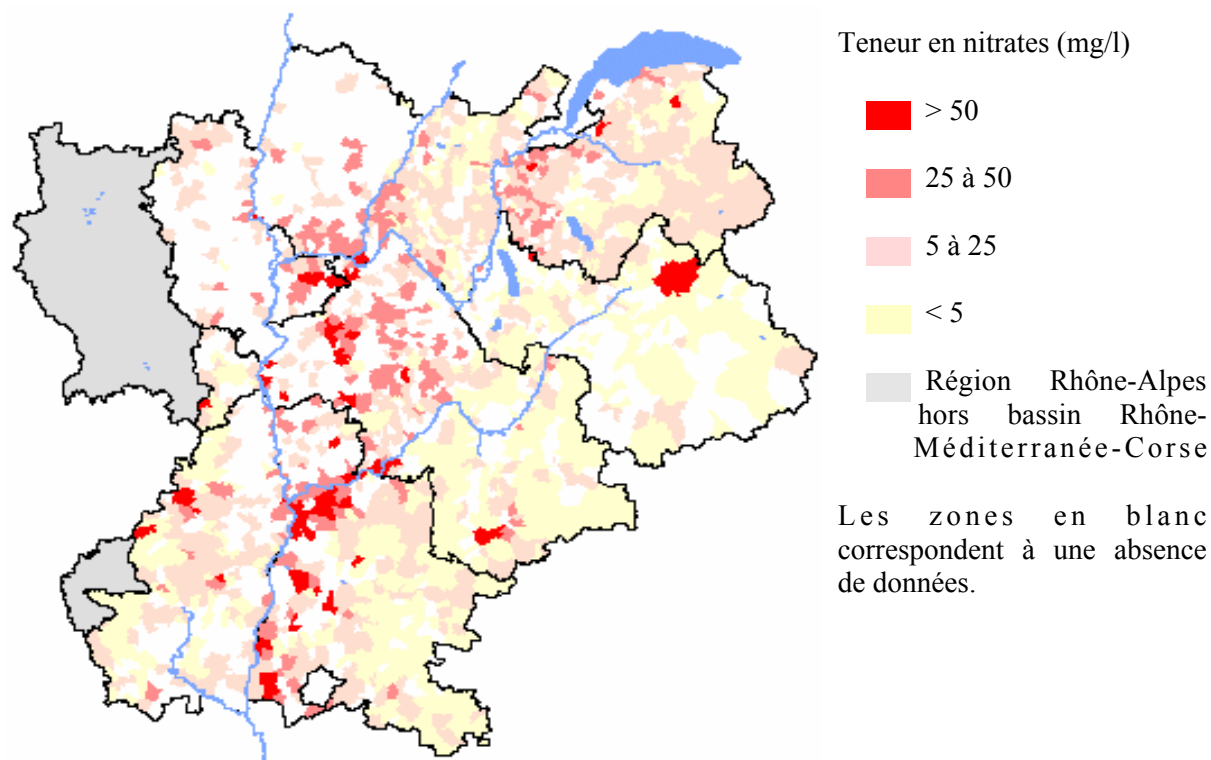 Teneur en nitrates (mg/l)
> 50
25 à 50
5 à 25
< 5
Région Rhône-Alpes
hors bassin Rhône-
Méditerranée-Corse
Les zones en blanc
correspondent à une absence
de données.